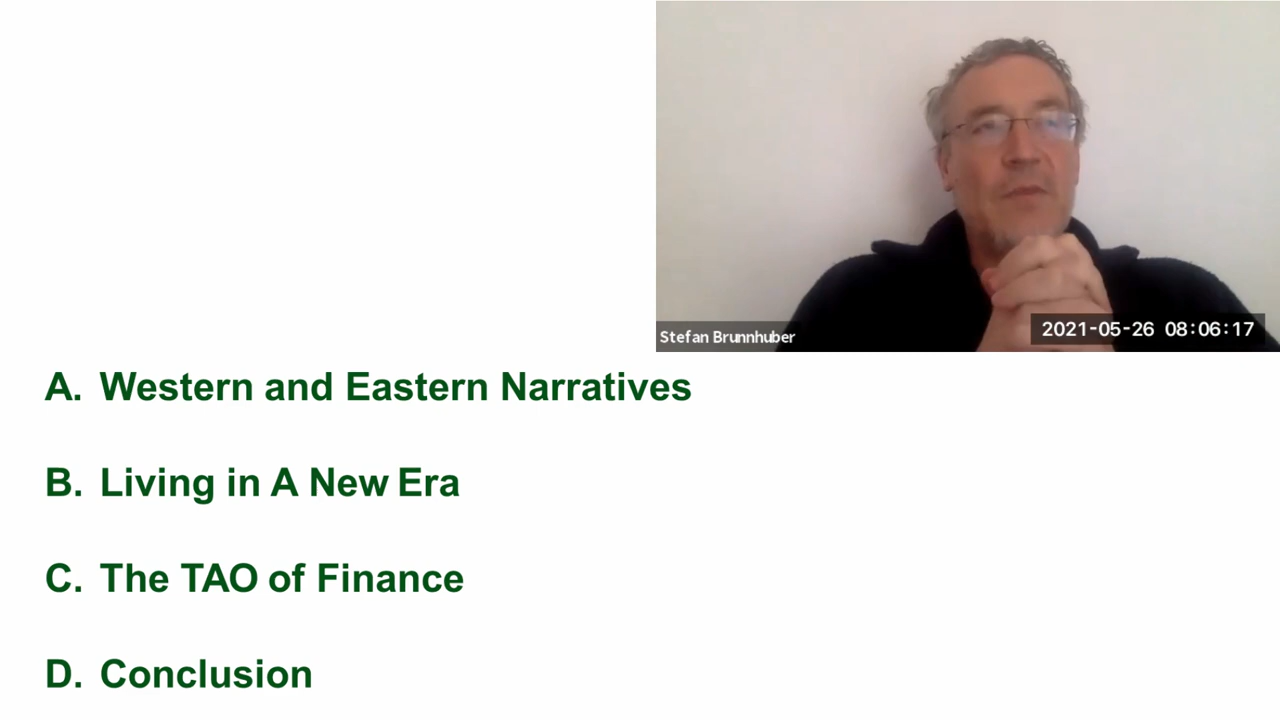 Stefan Brunnhuber
2021-05-26 08:06:17
A. Western and Eastern Narratives
B. Living in A New Era
C. The TAO of Finance
D. Conclusion